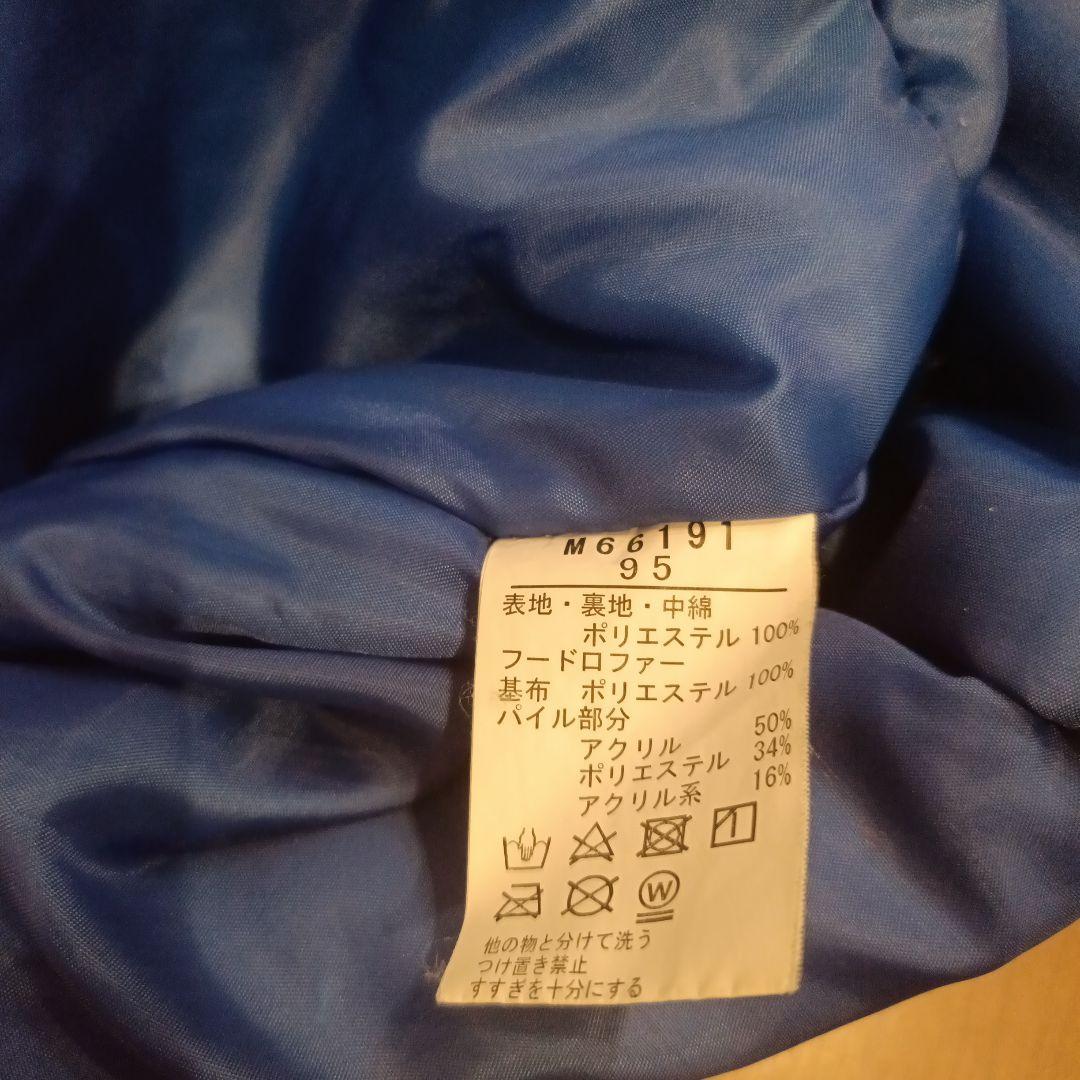 M66191
95
表地・裏地・中綿
ポリエステル 100%
フードロファー
基布 ポリエステル 100%
パイル部分
アクリル 50%
ポリエステル 34%
アクリル系 16%
W
他の物と分けて洗う
つけ置き禁止
すすぎを十分にする